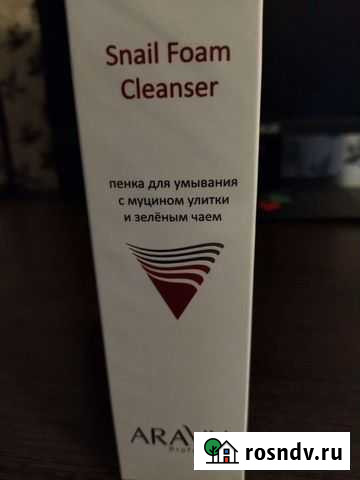 Snail Foam
Cleanser
пенка для умывания
с муцином улитки
и зелёным чаем
rosndv.ru